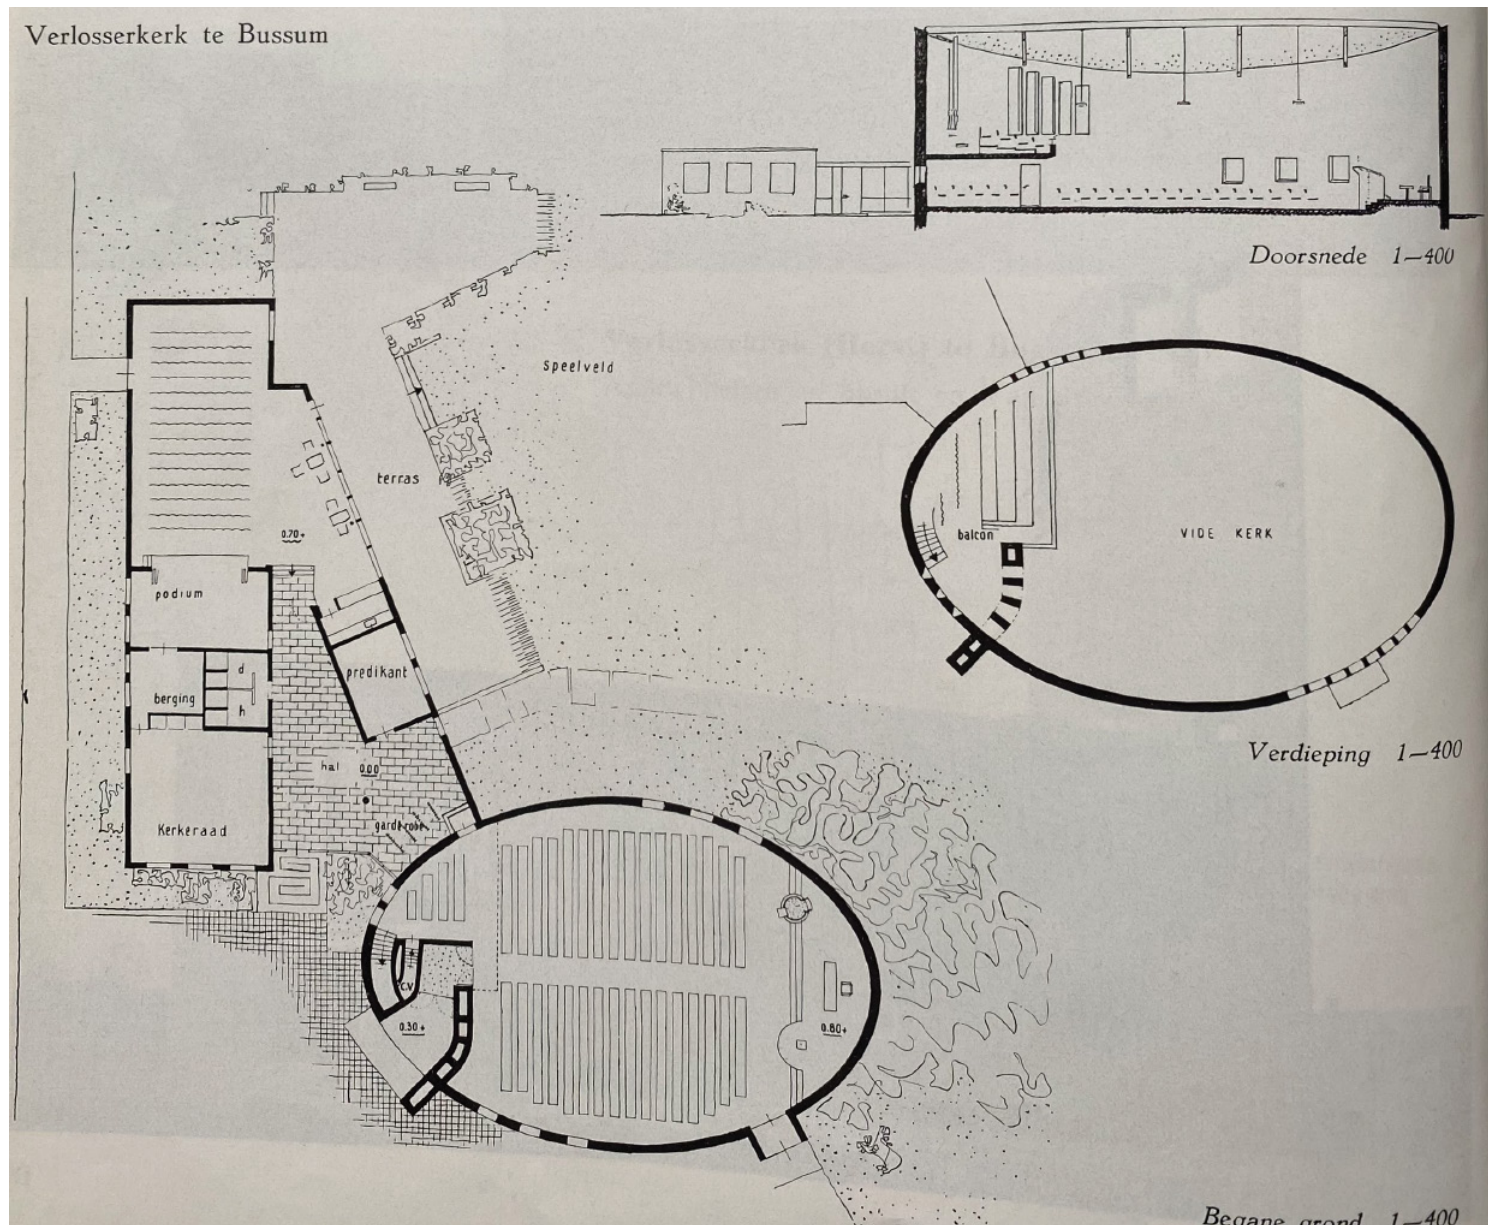 Verlosserkerk te Bussum
Doorsnede 1—400
speelveld
terras
0.70+
balcon
VIDE KERK
podium
predikant
d
berging
h
Verdieping 1—400
hal 000
garderobe
Kerkeraad
C.V.
0.30+
0.80+
Begane grond 1—400